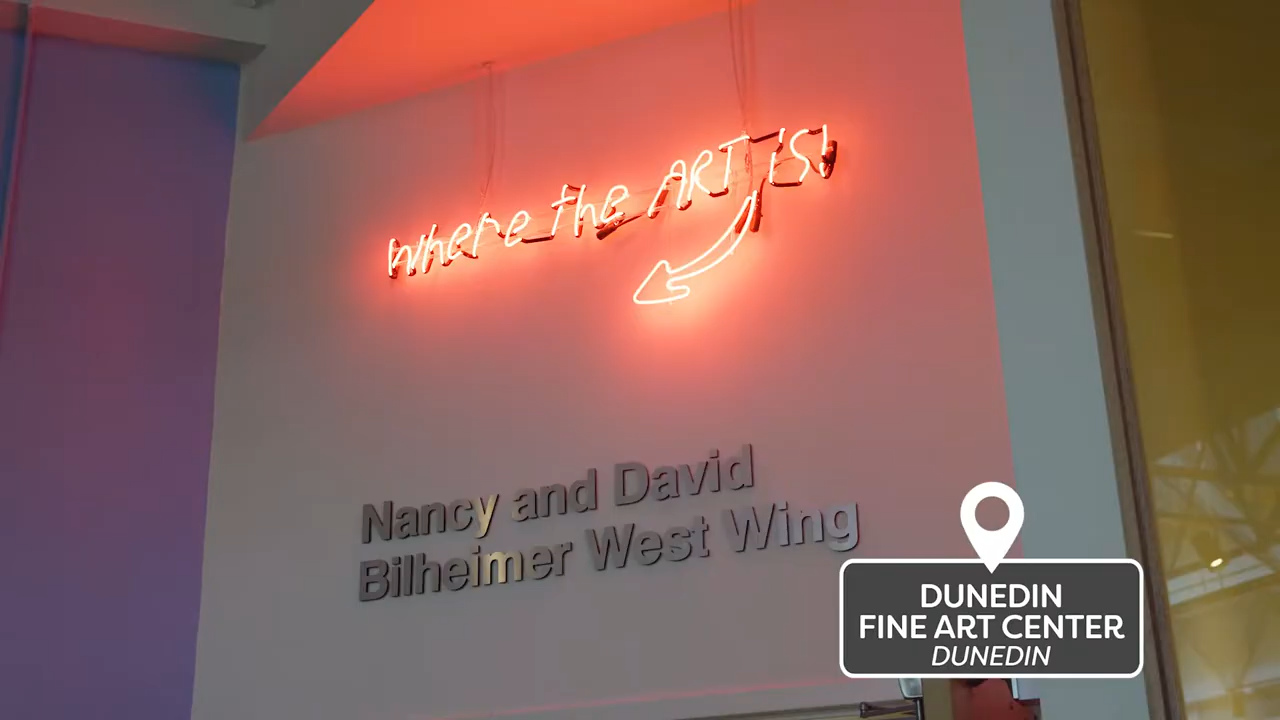 Where the ART is!
Nancy and David
Bilheimer West Wing
DUNEDIN
FINE ART CENTER
DUNEDIN